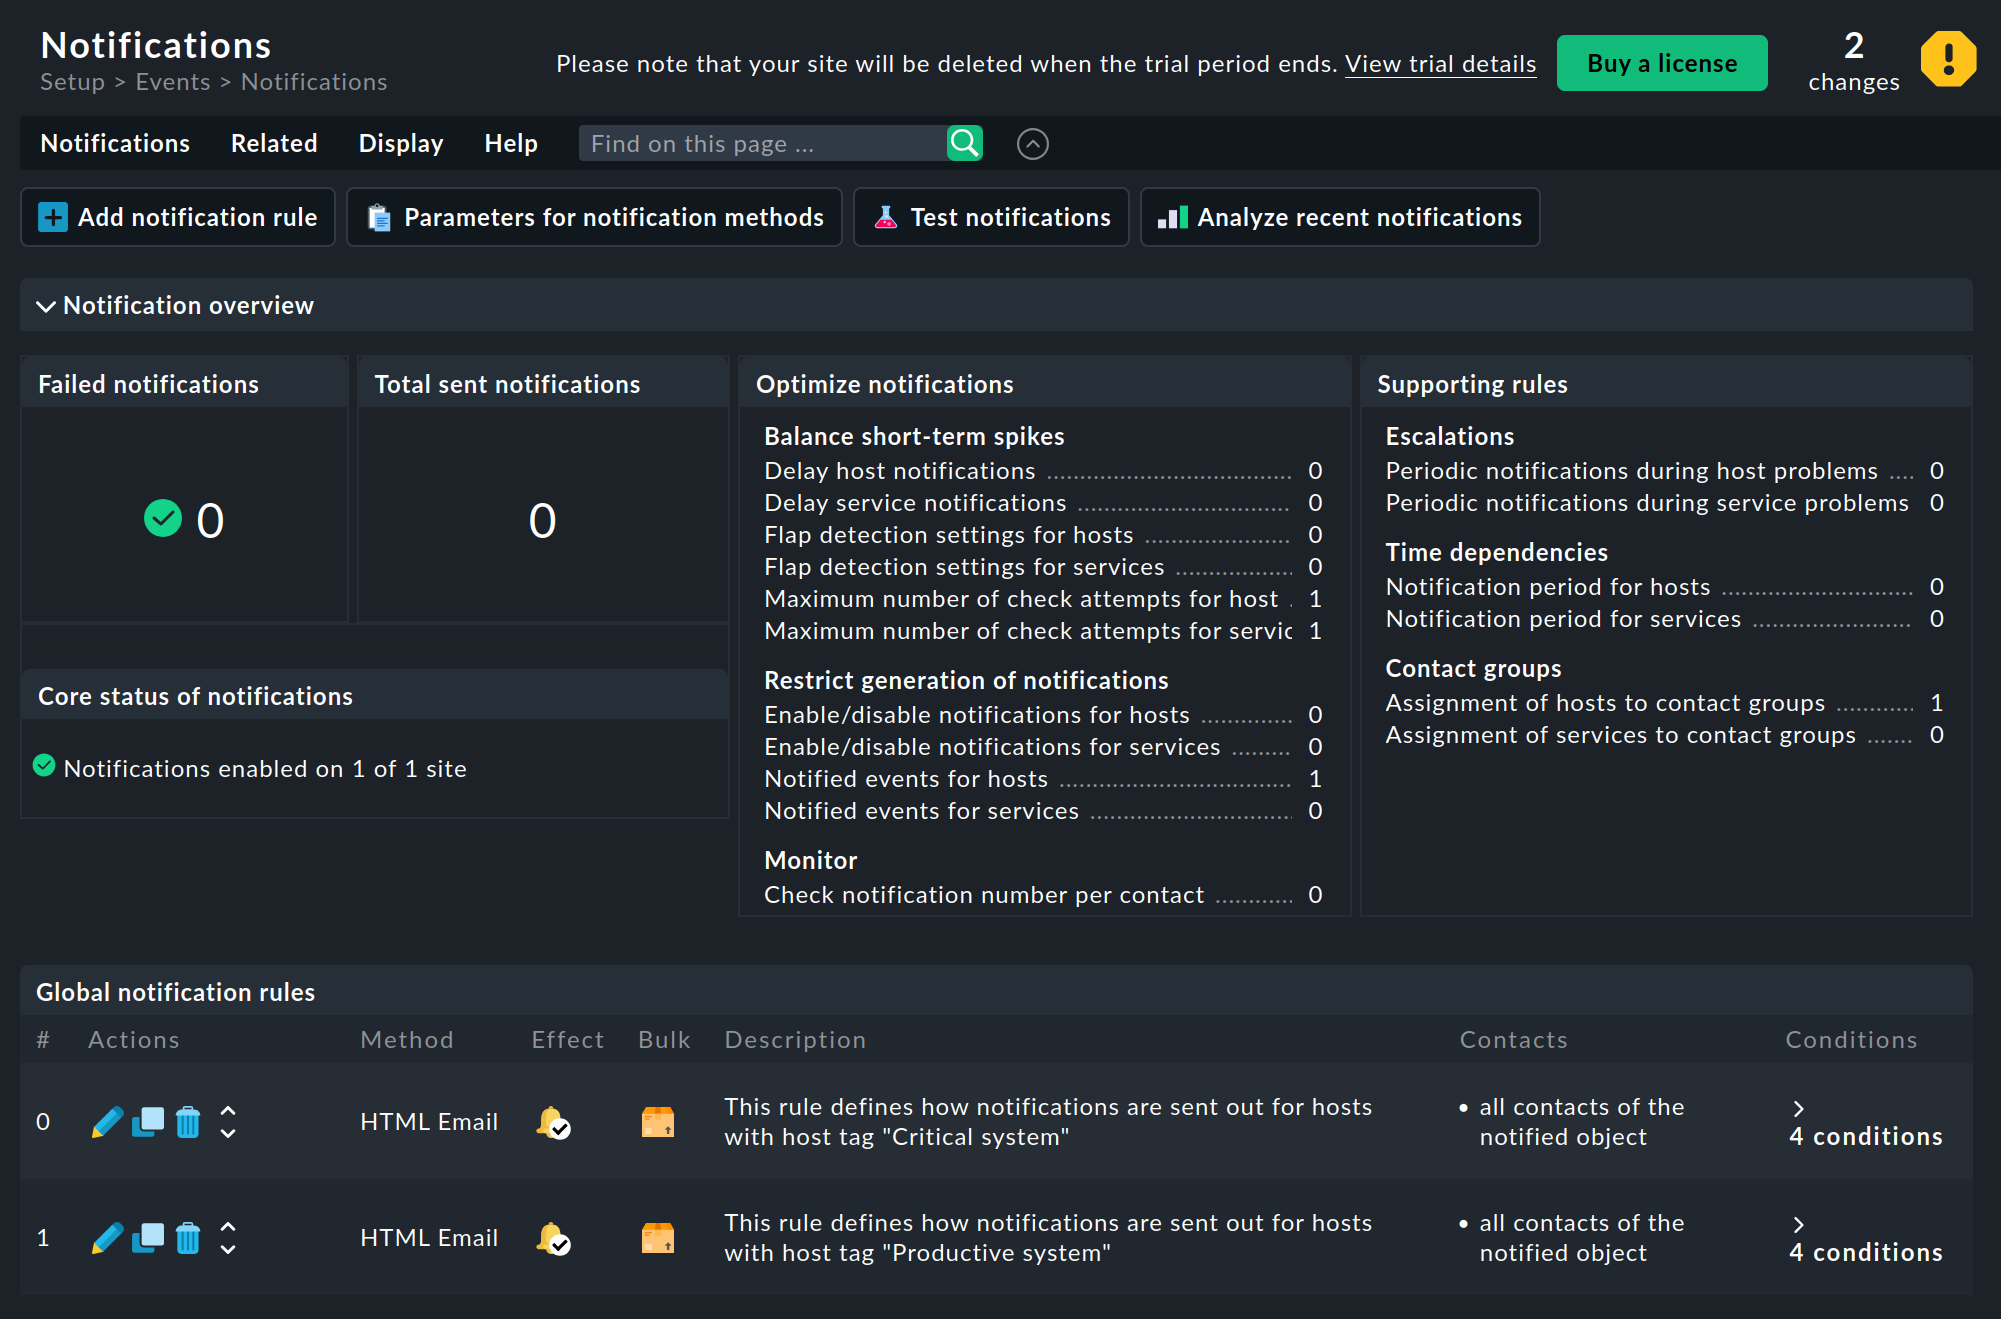 Notifications
Setup > Events > Notifications
Please note that your site will be deleted when the trial period ends. View trial details
Buy a license
2
changes
Notifications
Related
Display
Help
Find on this page ...
Add notification rule
Parameters for notification methods
Test notifications
Analyze recent notifications
Notification overview
Failed notifications
0
Total sent notifications
0
Core status of notifications
Notifications enabled on 1 of 1 site
Optimize notifications
Balance short-term spikes
Delay host notifications 0
Delay service notifications 0
Flap detection settings for hosts 0
Flap detection settings for services 0
Maximum number of check attempts for host 1
Maximum number of check attempts for servic 1
Restrict generation of notifications
Enable/disable notifications for hosts 0
Enable/disable notifications for services 0
Notified events for hosts 1
Notified events for services 0
Monitor
Check notification number per contact 0
Supporting rules
Escalations
Periodic notifications during host problems 0
Periodic notifications during service problems 0
Time dependencies
Notification period for hosts 0
Notification period for services 0
Contact groups
Assignment of hosts to contact groups 1
Assignment of services to contact groups 0
Global notification rules
# Actions Method Effect Bulk Description Contacts Conditions
0 HTML Email
This rule defines how notifications are sent out for hosts
with host tag "Critical system"
• all contacts of the
notified object
4 conditions
1 HTML Email
This rule defines how notifications are sent out for hosts
with host tag "Productive system"
• all contacts of the
notified object
4 conditions